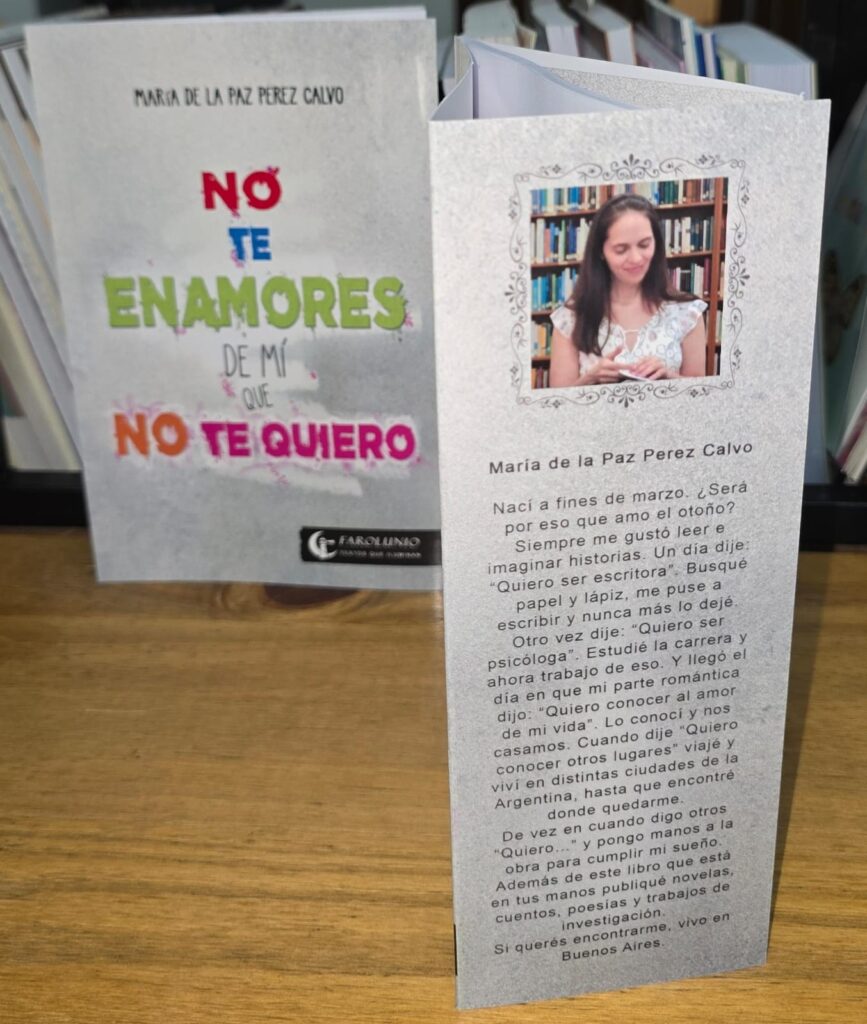 MARÍA DE LA PAZ PEREZ CALVO
NO
TE
ENAMORES
DE MÍ
QUE
NO TE QUIERO
FAROLUNIO
María de la Paz Perez Calvo
Nací a fines de marzo. ¿Será
por eso que amo el otoño?
Siempre me gustó leer e
imaginar historias. Un día dije:
“Quiero ser escritora”. Busqué
papel y lápiz, me puse a
escribir y nunca más lo dejé.
Otro vez dije: “Quiero ser
psicóloga”. Estudié la carrera y
ahora trabajo de eso. Y llegó el
día en que mi parte romántica
dijo: “Quiero conocer al amor
de mi vida”. Lo conocí y nos
casamos. Cuando dije “Quiero
conocer otros lugares” viajé y
viví en distintas ciudades de la
Argentina, hasta que encontré
donde quedarme.
De vez en cuando digo otros
“Quiero...” y pongo manos a la
obra para cumplir mi sueño.
Además de este libro que está
en tus manos publiqué novelas,
cuentos, poesías y trabajos de
investigación.
Si querés encontrarme, vivo en
Buenos Aires.